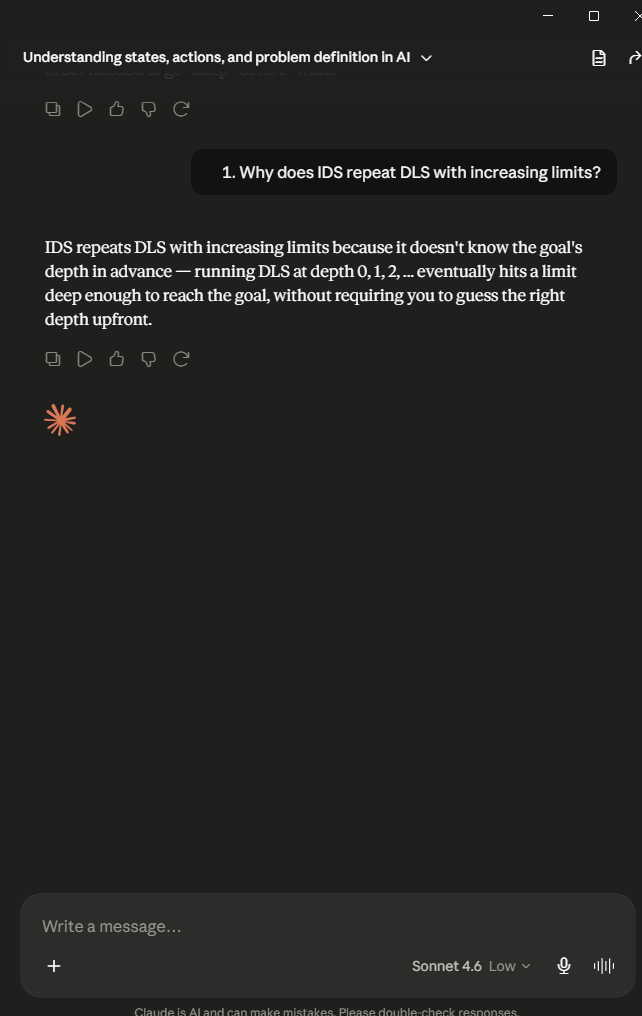 Understanding states, actions, and problem definition in AI
1. Why does IDS repeat DLS with increasing limits?
IDS repeats DLS with increasing limits because it doesn't know the goal's
depth in advance — running DLS at depth 0, 1, 2, ... eventually hits a limit
deep enough to reach the goal, without requiring you to guess the right
depth upfront.
Write a message...
Sonnet 4.6 Low
Claude is AI and can make mistakes. Please double-check responses.